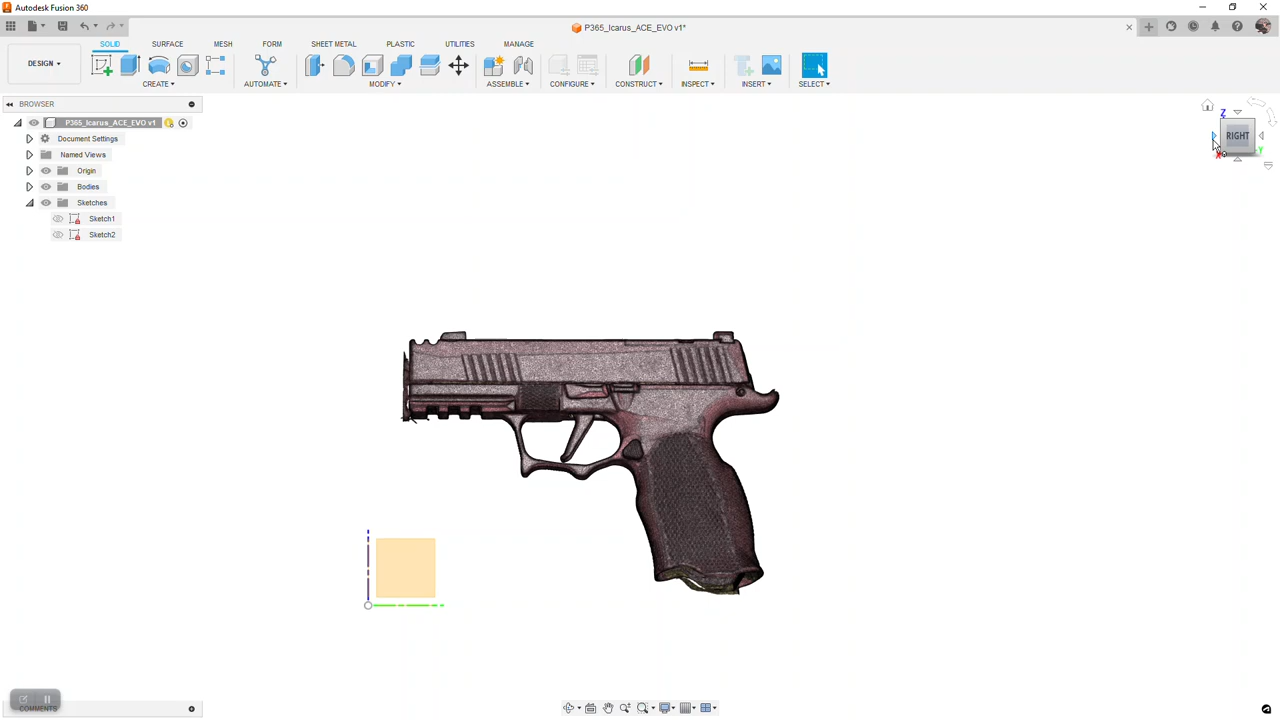 Autodesk Fusion 360
P365_Icarus_ACE_EVO v1*
DESIGN
SOLID
SURFACE
MESH
FORM
SHEET METAL
PLASTIC
UTILITIES
MANAGE
CREATE
AUTOMATE
MODIFY
ASSEMBLE
CONFIGURE
CONSTRUCT
INSPECT
INSERT
SELECT
BROWSER
P365_Icarus_ACE_EVO v1
Document Settings
Named Views
Origin
Bodies
Sketches
Sketch1
Sketch2
Z
RIGHT
X
Y
COMMENTS